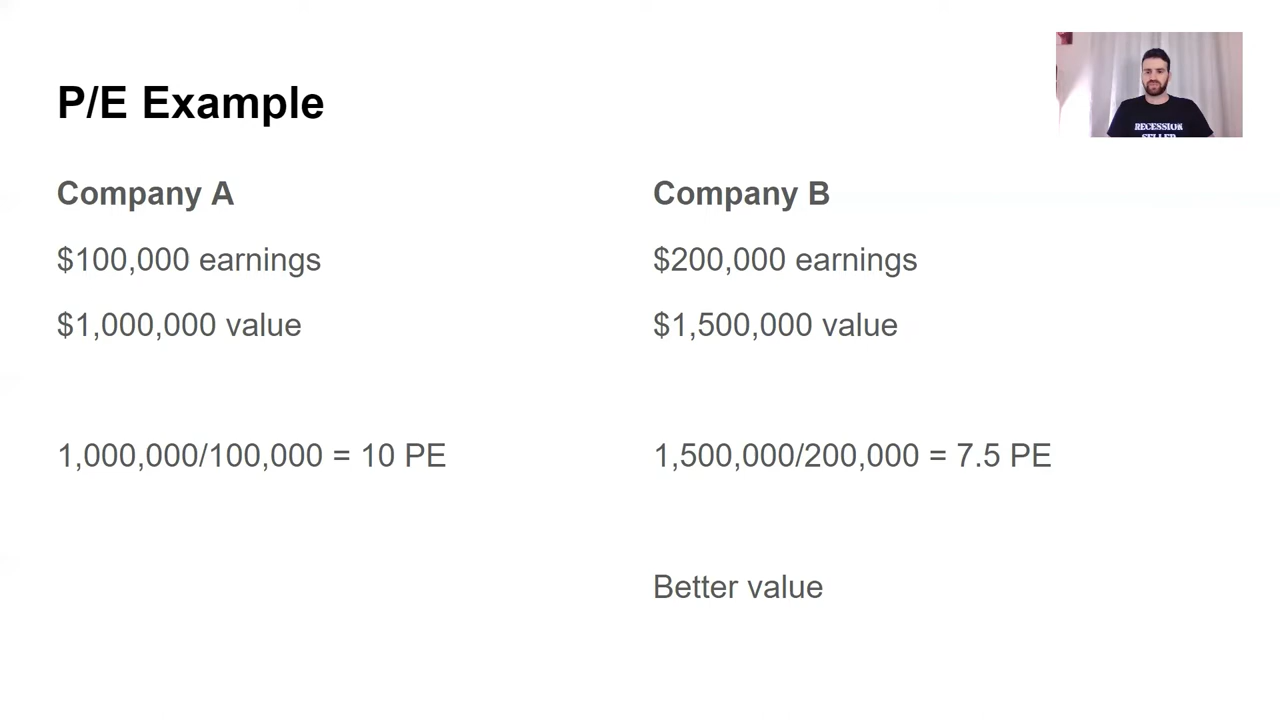 P/E Example
RECESSION
SELLER
Company A
$100,000 earnings
$1,000,000 value
1,000,000/100,000 = 10 PE
Company B
$200,000 earnings
$1,500,000 value
1,500,000/200,000 = 7.5 PE
Better value